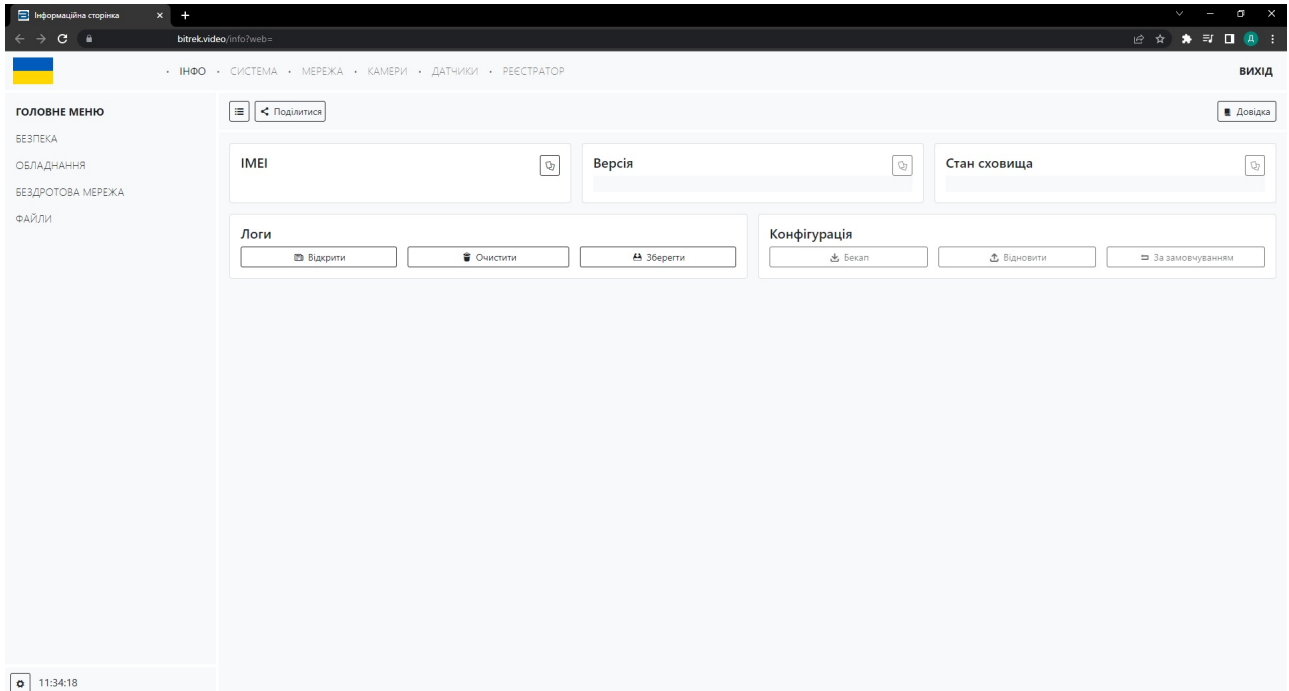 Інформаційна сторінка
bitrek.video/info?web=
Д
• ІНФО • СИСТЕМА • МЕРЕЖА • КАМЕРИ • ДАТЧИКИ • РЕЄСТРАТОР
ВИХІД
ГОЛОВНЕ МЕНЮ
Поділитися
Довідка
БЕЗПЕКА
ОБЛАДНАННЯ
БЕЗДРОТОВА МЕРЕЖА
ФАЙЛИ
IMEI
Версія
Стан сховища
Логи
Конфігурація
Відкрити
Очистити
Зберегти
Бекап
Відновити
За замовчуванням
11:34:18